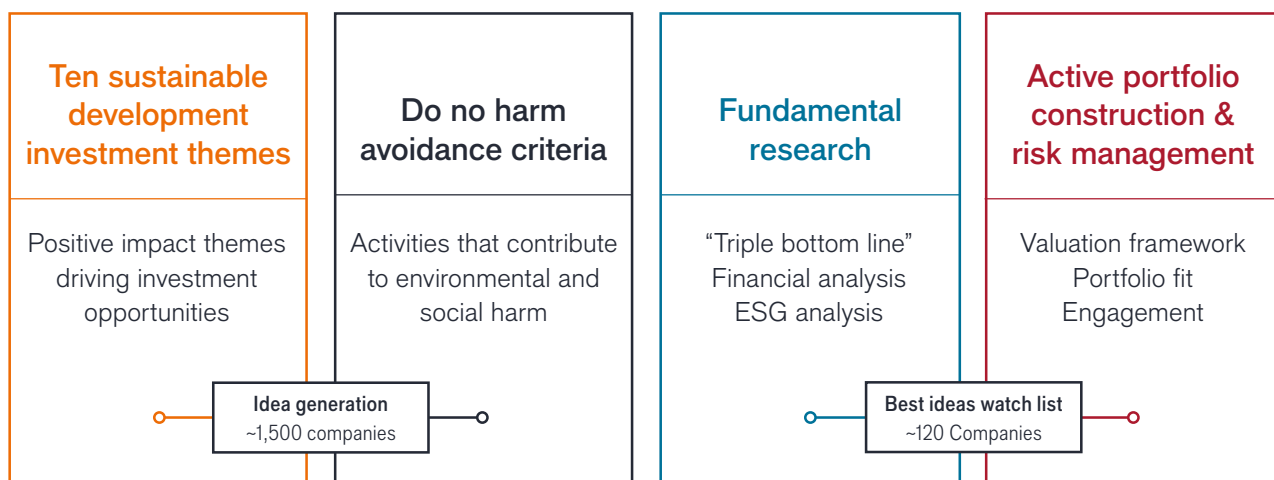 Ten sustainable
development
investment themes
Positive impact themes
driving investment
opportunities
Do no harm
avoidance criteria
Activities that contribute
to environmental and
social harm
Idea generation
~1,500 companies
Fundamental
research
“Triple bottom line”
Financial analysis
ESG analysis
Active portfolio
construction &
risk management
Valuation framework
Portfolio fit
Engagement
Best ideas watch list
~120 Companies